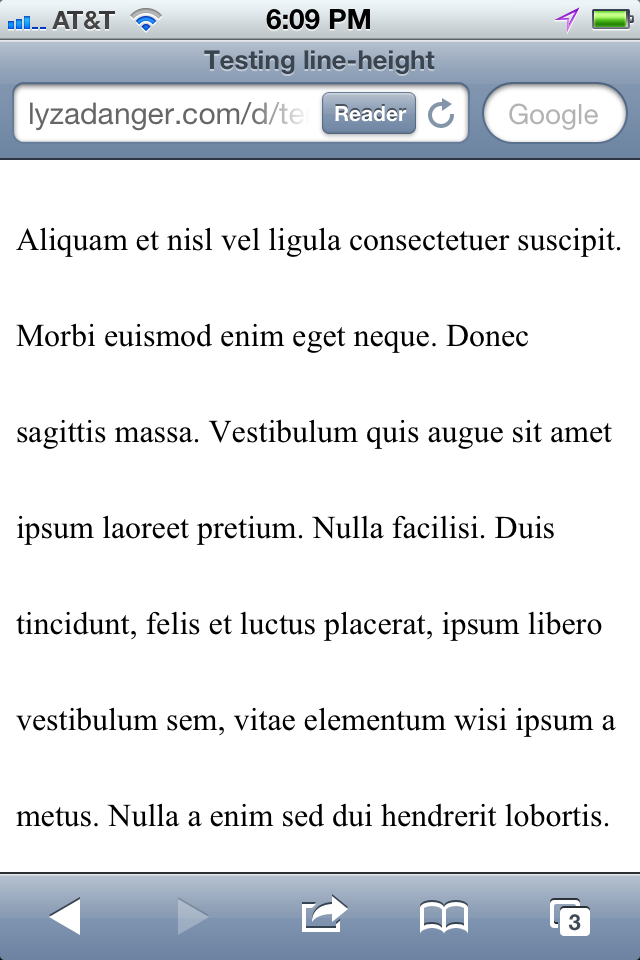 AT&T 6:09 PM
Testing line-height
lyzadanger.com/d/te Reader Google
Aliquam et nisl vel ligula consectetuer suscipit.
Morbi euismod enim eget neque. Donec
sagittis massa. Vestibulum quis augue sit amet
ipsum laoreet pretium. Nulla facilisi. Duis
tincidunt, felis et luctus placerat, ipsum libero
vestibulum sem, vitae elementum wisi ipsum a
metus. Nulla a enim sed dui hendrerit lobortis.
3